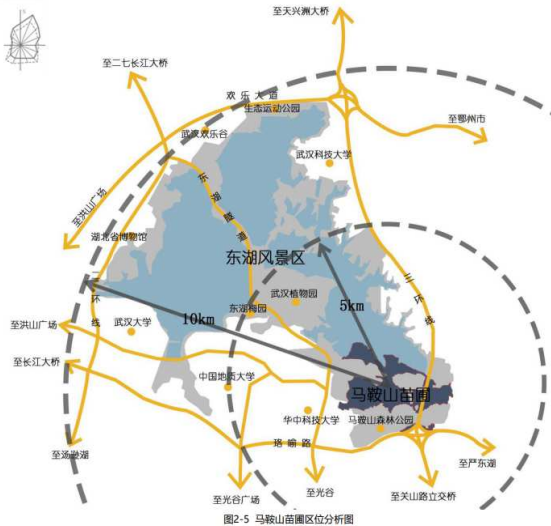 至天兴洲大桥
至二七长江大桥
欢乐大道
生态运动公园
至鄂州市
武汉欢乐谷
武汉科技大学
东湖隧道
至洪山广场
湖北省博物馆
东湖风景区
三环线
二环线
武汉植物园
东湖梅园
5km
10km
至洪山广场
武汉大学
至长江大桥
中国地质大学
马鞍山苗圃
华中科技大学
马鞍山森林公园
珞喻路
至汤逊湖
至严东湖
至光谷广场
至光谷
至关山路立交桥
图2-5 马鞍山苗圃区位分析图